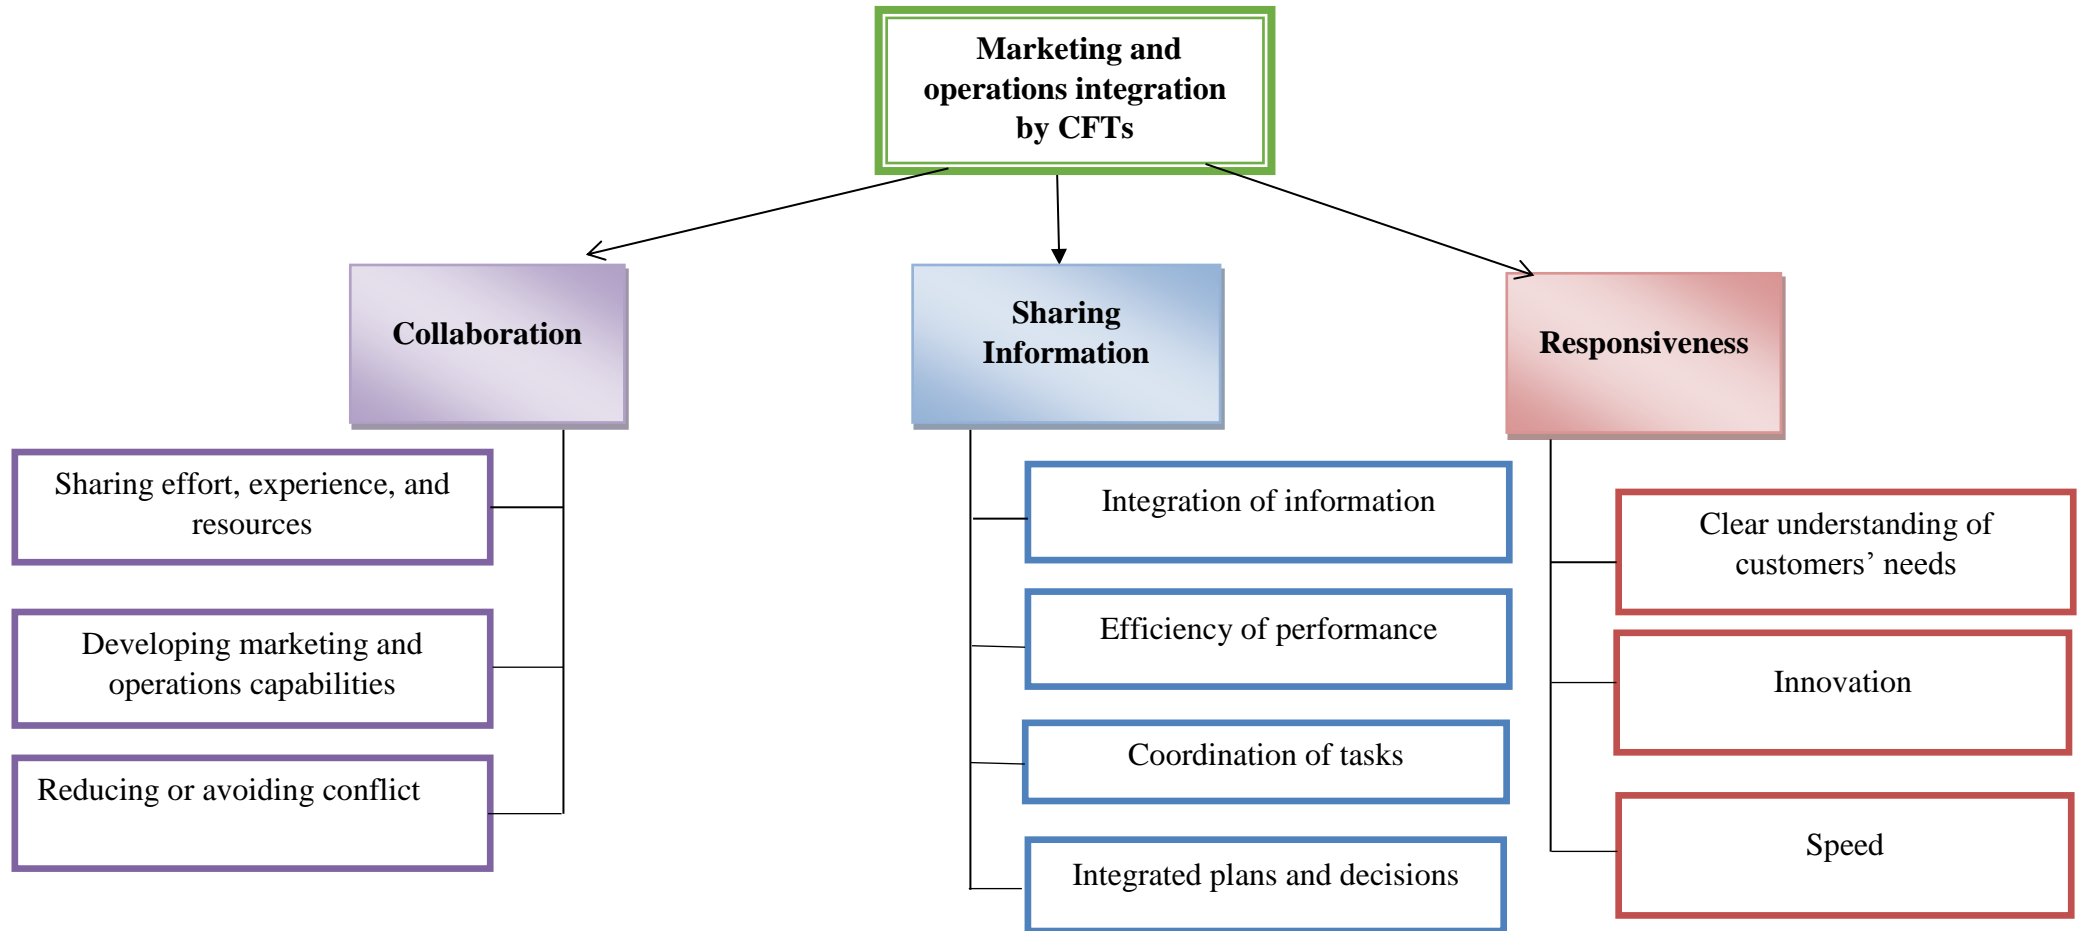 Marketing and
operations integration
by CFTs
Collaboration
Sharing effort, experience, and
resources
Developing marketing and
operations capabilities
Reducing or avoiding conflict
Sharing
Information
Integration of information
Efficiency of performance
Coordination of tasks
Integrated plans and decisions
Responsiveness
Clear understanding of
customers’ needs
Innovation
Speed